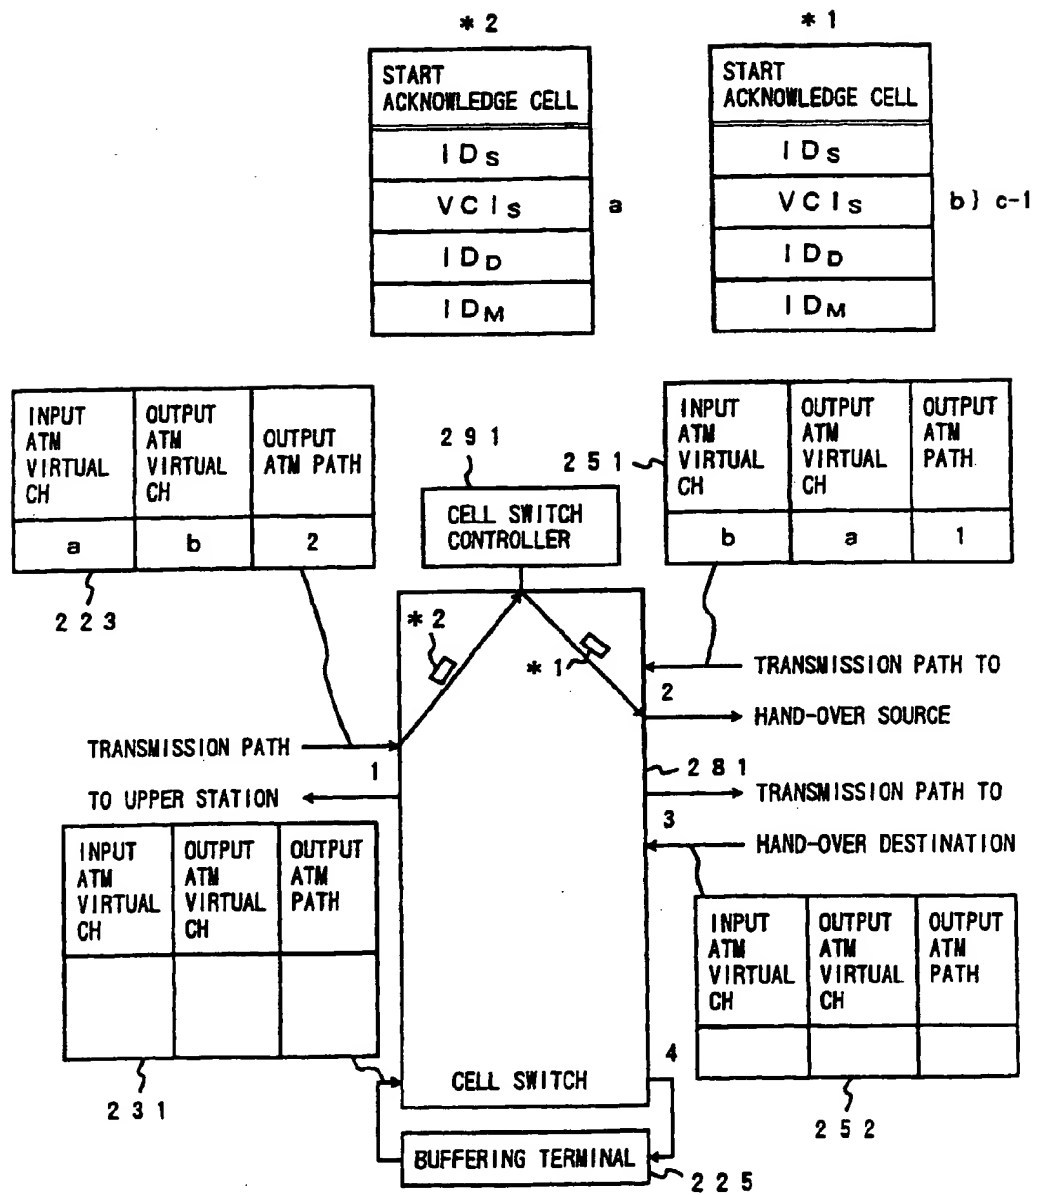 *2
START
ACKNOWLEDGE CELL
IDS
VCIS
IDD
IDM
a
*1
START
ACKNOWLEDGE CELL
IDS
VCIS
IDD
IDM
b} c-1
INPUT
ATM
VIRTUAL
CH
OUTPUT
ATM
VIRTUAL
CH
OUTPUT
ATM PATH
a
b
2
223
291
CELL SWITCH
CONTROLLER
251
INPUT
ATM
VIRTUAL
CH
OUTPUT
ATM
VIRTUAL
CH
OUTPUT
ATM
PATH
b
a
1
*2
*1
TRANSMISSION PATH TO
2
HAND-OVER SOURCE
TRANSMISSION PATH
1
TO UPPER STATION
281
TRANSMISSION PATH TO
3
HAND-OVER DESTINATION
INPUT
ATM
VIRTUAL
CH
OUTPUT
ATM
VIRTUAL
CH
OUTPUT
ATM
PATH
231
INPUT
ATM
VIRTUAL
CH
OUTPUT
ATM
VIRTUAL
CH
OUTPUT
ATM
PATH
252
4
CELL SWITCH
BUFFERING TERMINAL
225